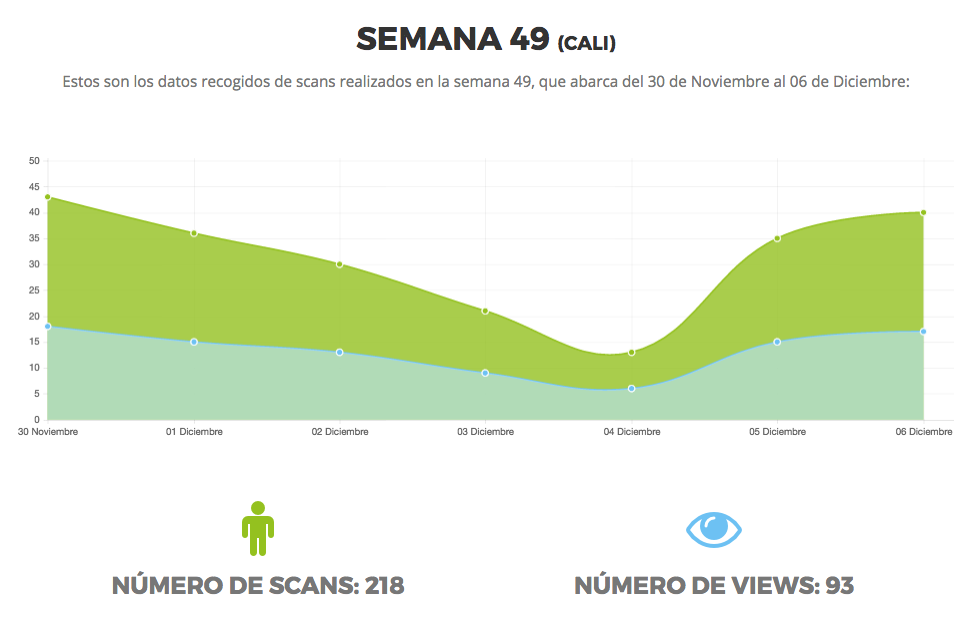 SEMANA 49 (CALI)
Estos son los datos recogidos de scans realizados en la semana 49, que abarca del 30 de Noviembre al 06 de Diciembre:
50
45
40
35
30
25
20
15
10
5
0
30 Noviembre 01 Diciembre 02 Diciembre 03 Diciembre 04 Diciembre 05 Diciembre 06 Diciembre
NÚMERO DE SCANS: 218 NÚMERO DE VIEWS: 93